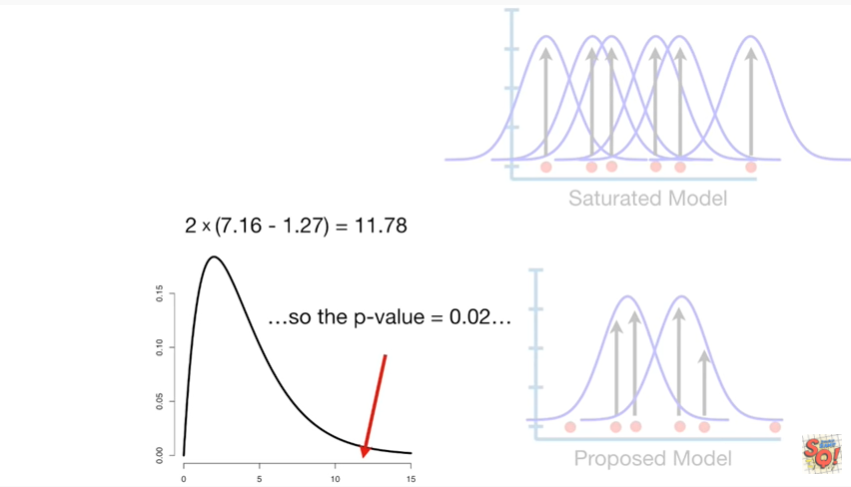 Saturated Model
2 × (7.16 - 1.27) = 11.78
...so the p-value = 0.02...
0.15
0.10
0.05
0.00
0
5
10
15
Proposed Model
SQ!